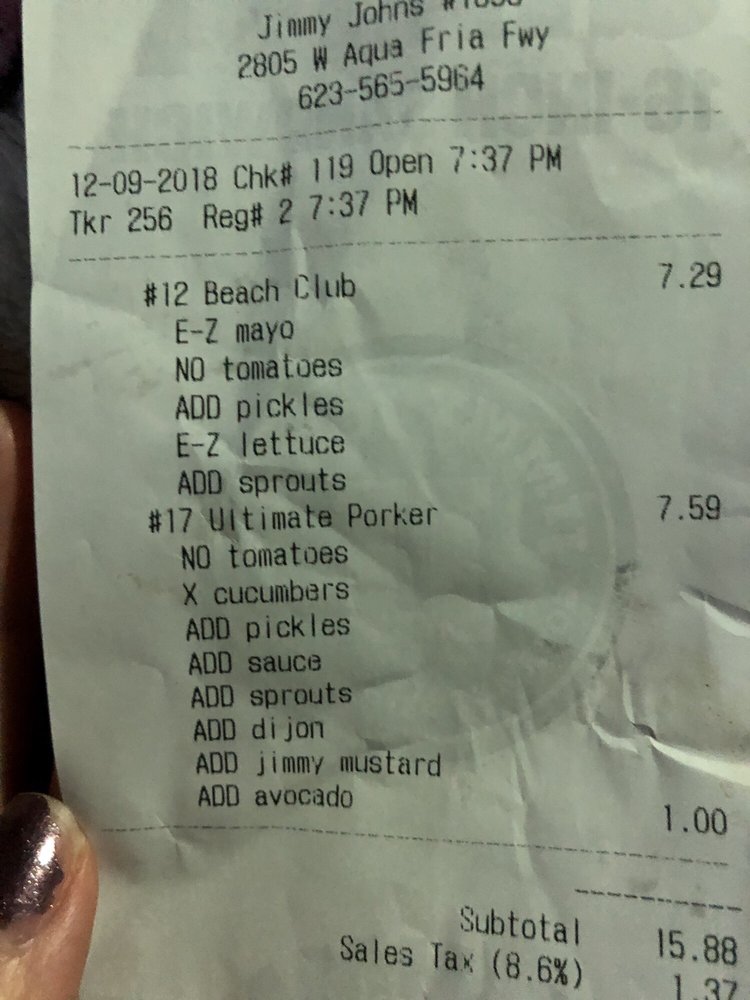 Jimmy Johns
2805 W Aqua Fria Fwy
623-565-5964
12-09-2018 Chk# 119 Open 7:37 PM
Tkr 256 Reg# 2 7:37 PM
#12 Beach Club 7.29
E-Z mayo
NO tomatoes
ADD pickles
E-Z lettuce
ADD sprouts
#17 Ultimate Porker 7.59
NO tomatoes
X cucumbers
ADD pickles
ADD sauce
ADD sprouts
ADD dijon
ADD jimmy mustard
ADD avocado 1.00
Subtotal 15.88
Sales Tax (8.6%) 1.37